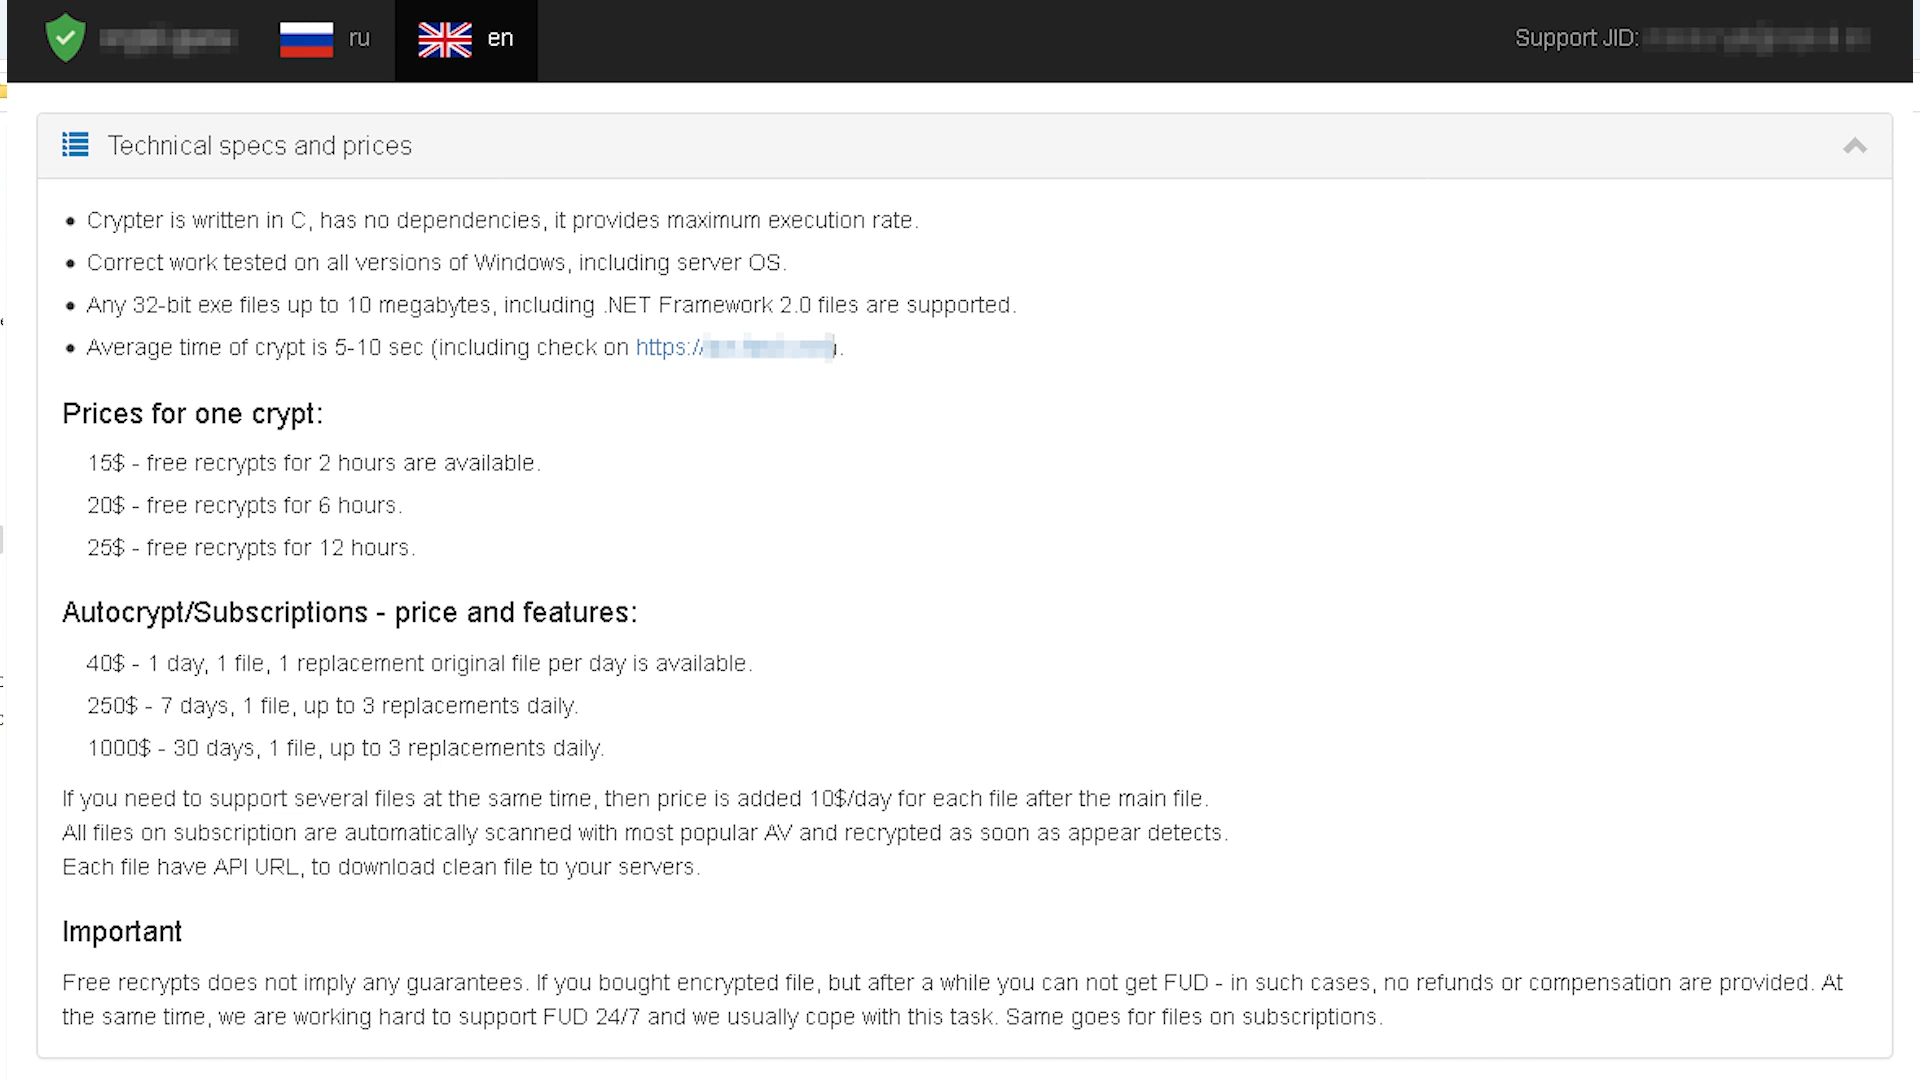 ru
en
Support JID:
Technical specs and prices
• Crypter is written in C, has no dependencies, it provides maximum execution rate.
• Correct work tested on all versions of Windows, including server OS.
• Any 32-bit exe files up to 10 megabytes, including .NET Framework 2.0 files are supported.
• Average time of crypt is 5-10 sec (including check on https://
Prices for one crypt:
15$ - free recrypts for 2 hours are available.
20$ - free recrypts for 6 hours.
25$ - free recrypts for 12 hours.
Autocrypt/Subscriptions - price and features:
40$ - 1 day, 1 file, 1 replacement original file per day is available.
250$ - 7 days, 1 file, up to 3 replacements daily.
1000$ - 30 days, 1 file, up to 3 replacements daily.
If you need to support several files at the same time, then price is added 10$/day for each file after the main file.
All files on subscription are automatically scanned with most popular AV and recrypted as soon as appear detects.
Each file have API URL, to download clean file to your servers.
Important
Free recrypts does not imply any guarantees. If you bought encrypted file, but after a while you can not get FUD - in such cases, no refunds or compensation are provided. At
the same time, we are working hard to support FUD 24/7 and we usually cope with this task. Same goes for files on subscriptions.